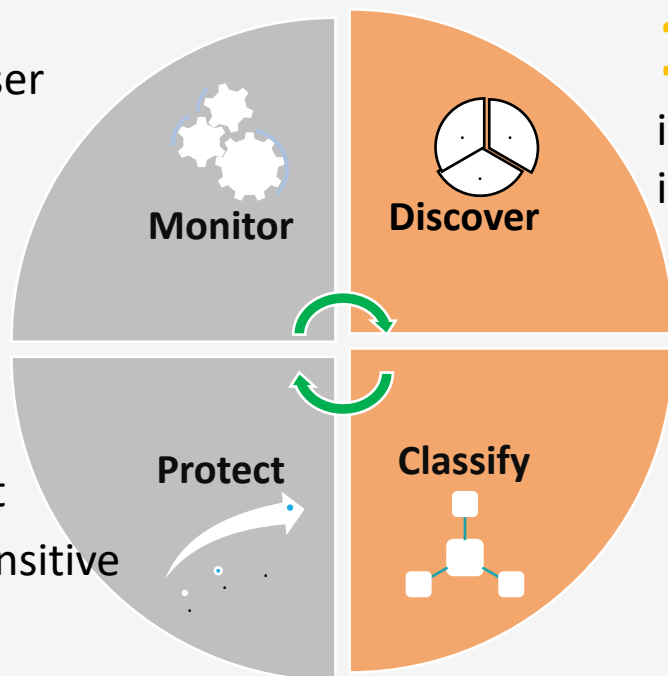 ser
i
i
Monitor
Discover
Protect
Classify
t
nsitive